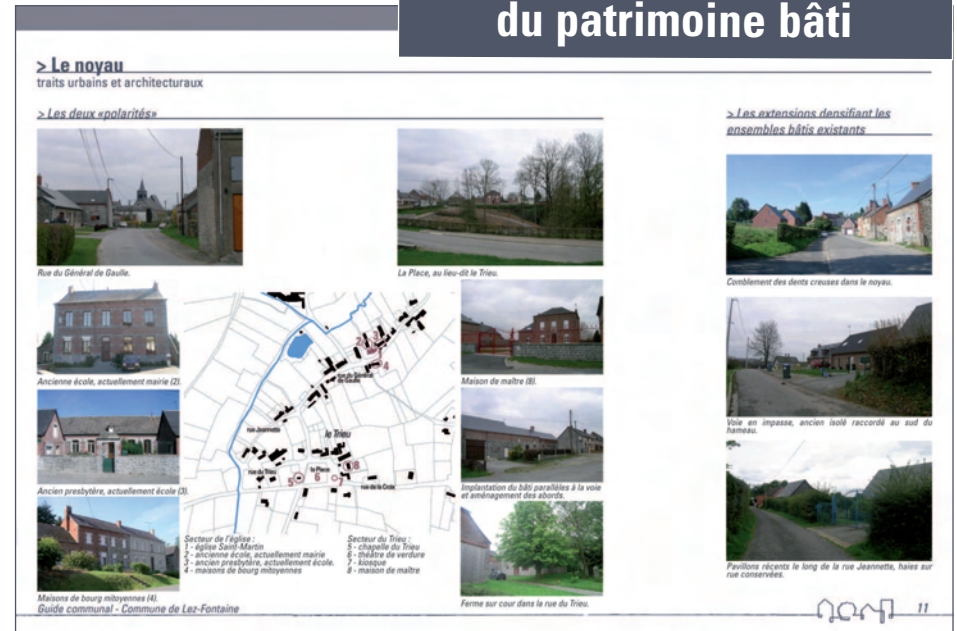 du patrimoine bâti
> Le noyau
traits urbains et architecturaux
> Les deux «polarités»
Rue du Général de Gaulle.
La Place, au lieu-dit le Trieu.
Ancienne école, actuellement mairie (2).
Ancien presbytère, actuellement école (3).
Maisons de bourg mitoyennes (4).
2
3
1
4
rue du Général
de Gaulle
rue Jeannette
le Trieu
rue du Trieu
la Place
8
5
6
7
rue de la Croix
Secteur de l'église :
1 - église Saint-Martin
2 - ancienne école, actuellement mairie
3 - ancien presbytère, actuellement école.
4 - maisons de bourg mitoyennes
Secteur du Trieu :
5 - chapelle du Trieu
6 - théâtre de verdure
7 - kiosque
8 - maison de maître
Maison de maître (8).
Implantation du bâti parallèles à la voie
et aménagement des abords.
Ferme sur cour dans la rue du Trieu.
> Les extensions densifiant les
ensembles bâtis existants
Comblement des dents creuses dans le noyau.
Voie en impasse, ancien isolé raccordé au sud du
hameau.
Pavillons récents le long de la rue Jeannette, haies sur
rue conservées.
Guide communal - Commune de Lez-Fontaine
11